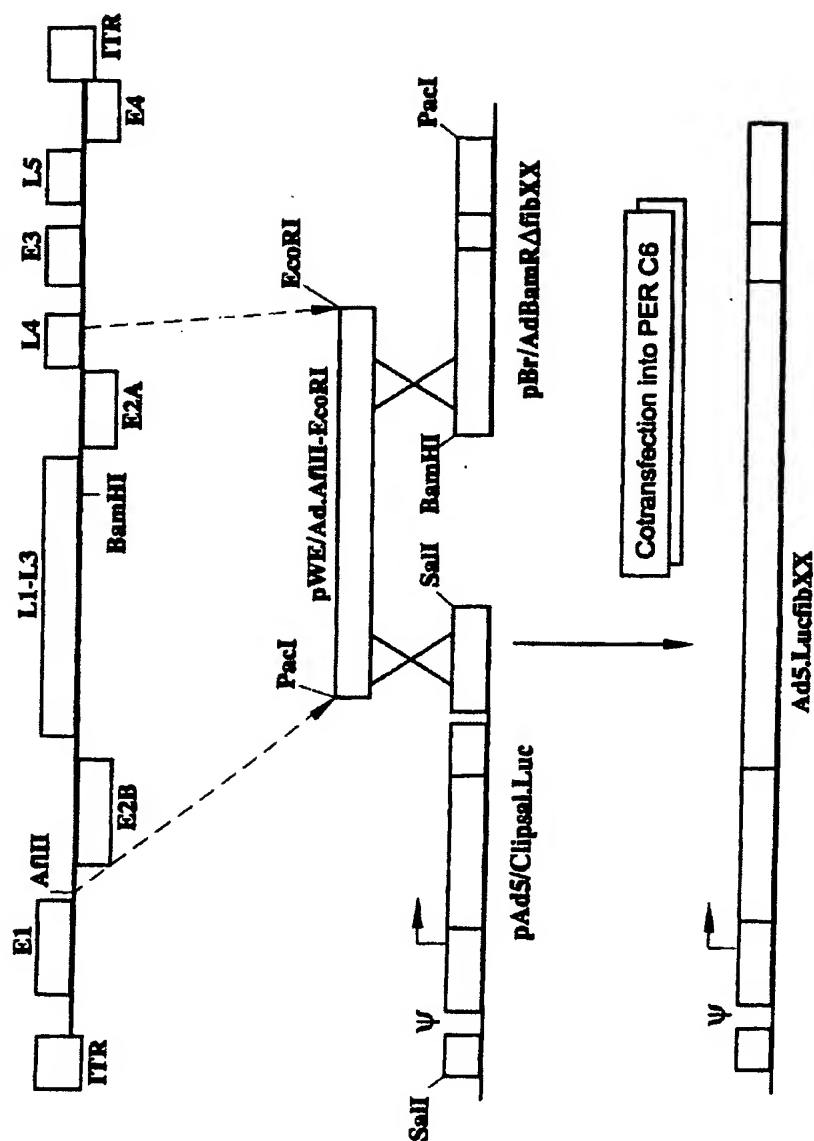 ITR
E1
AflII
L1-L3
L4
E3
L5
ITR
E2B
BamHI
E2A
E4
PacI
EcoRI
pWE/Ad.AflII-EcoRI
SalI
Ψ
SalI
BamHI
PacI
pAd5/Clipsal.Luc
pBr/AdBamRΔfibXX
Cotransfection into PER C6
Ψ
Ad5.LucfibXX